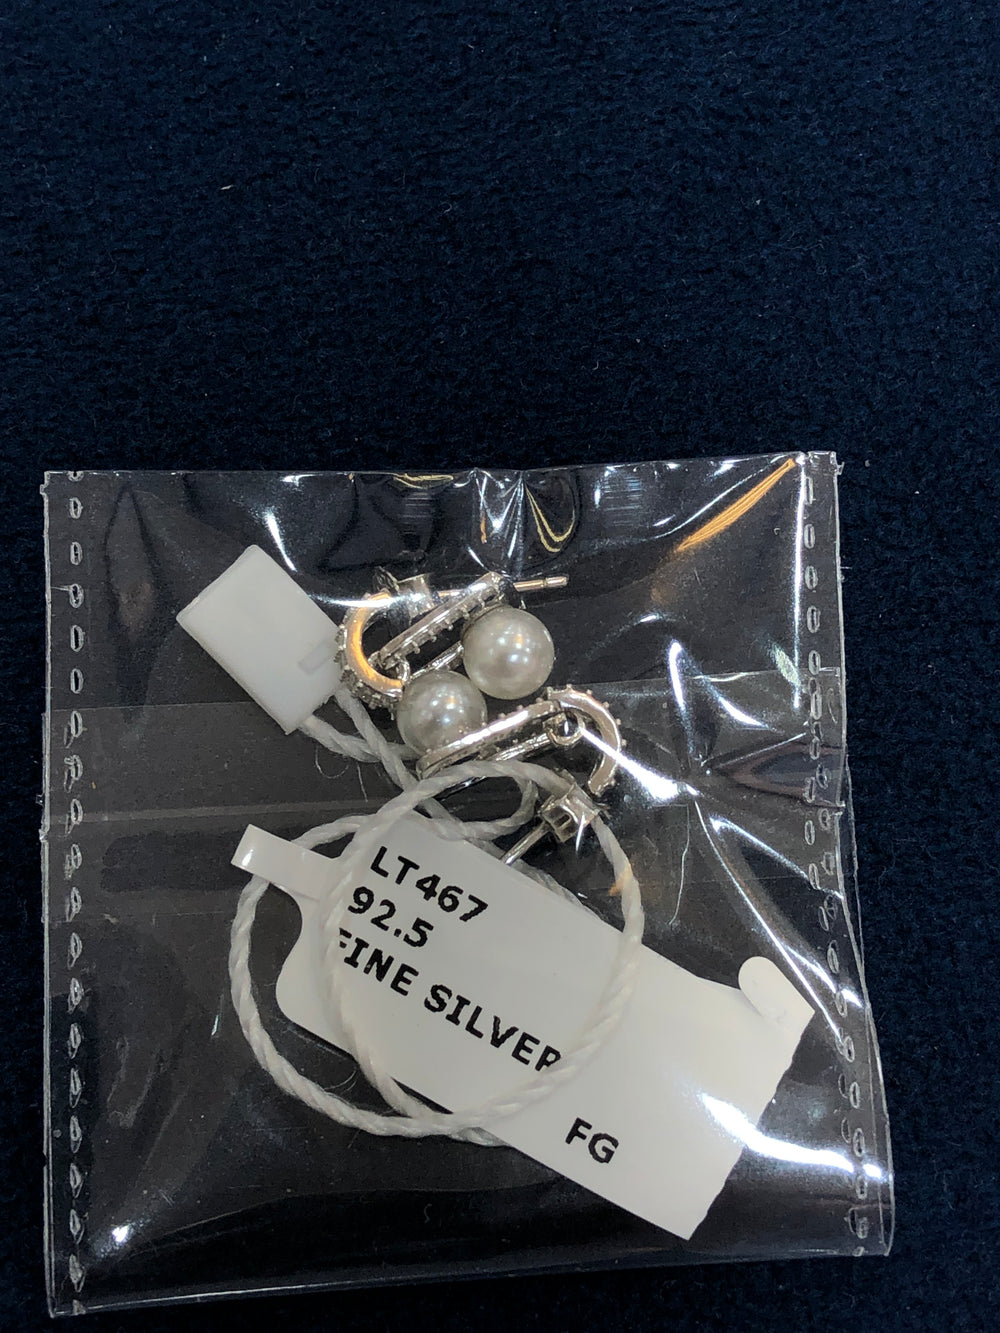 LT467
92.5
FINE SILVER
FG